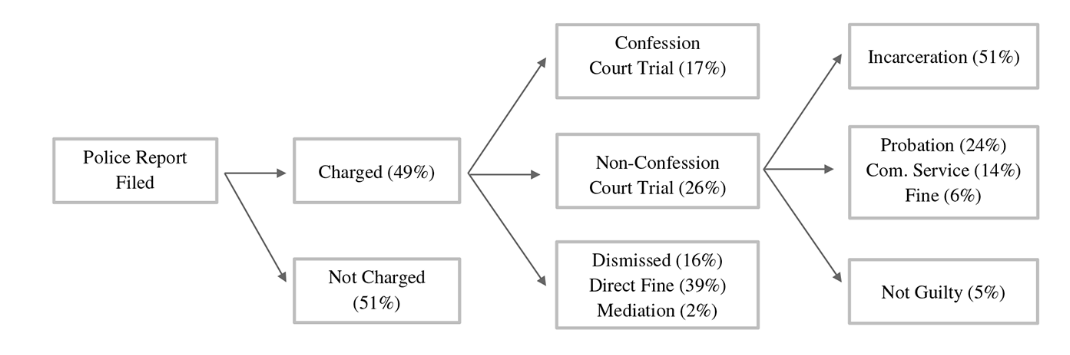 Police Report
Filed
Charged (49%)
Not Charged
(51%)
Confession
Court Trial (17%)
Non-Confession
Court Trial (26%)
Dismissed (16%)
Direct Fine (39%)
Mediation (2%)
Incarceration (51%)
Probation (24%)
Com. Service (14%)
Fine (6%)
Not Guilty (5%)